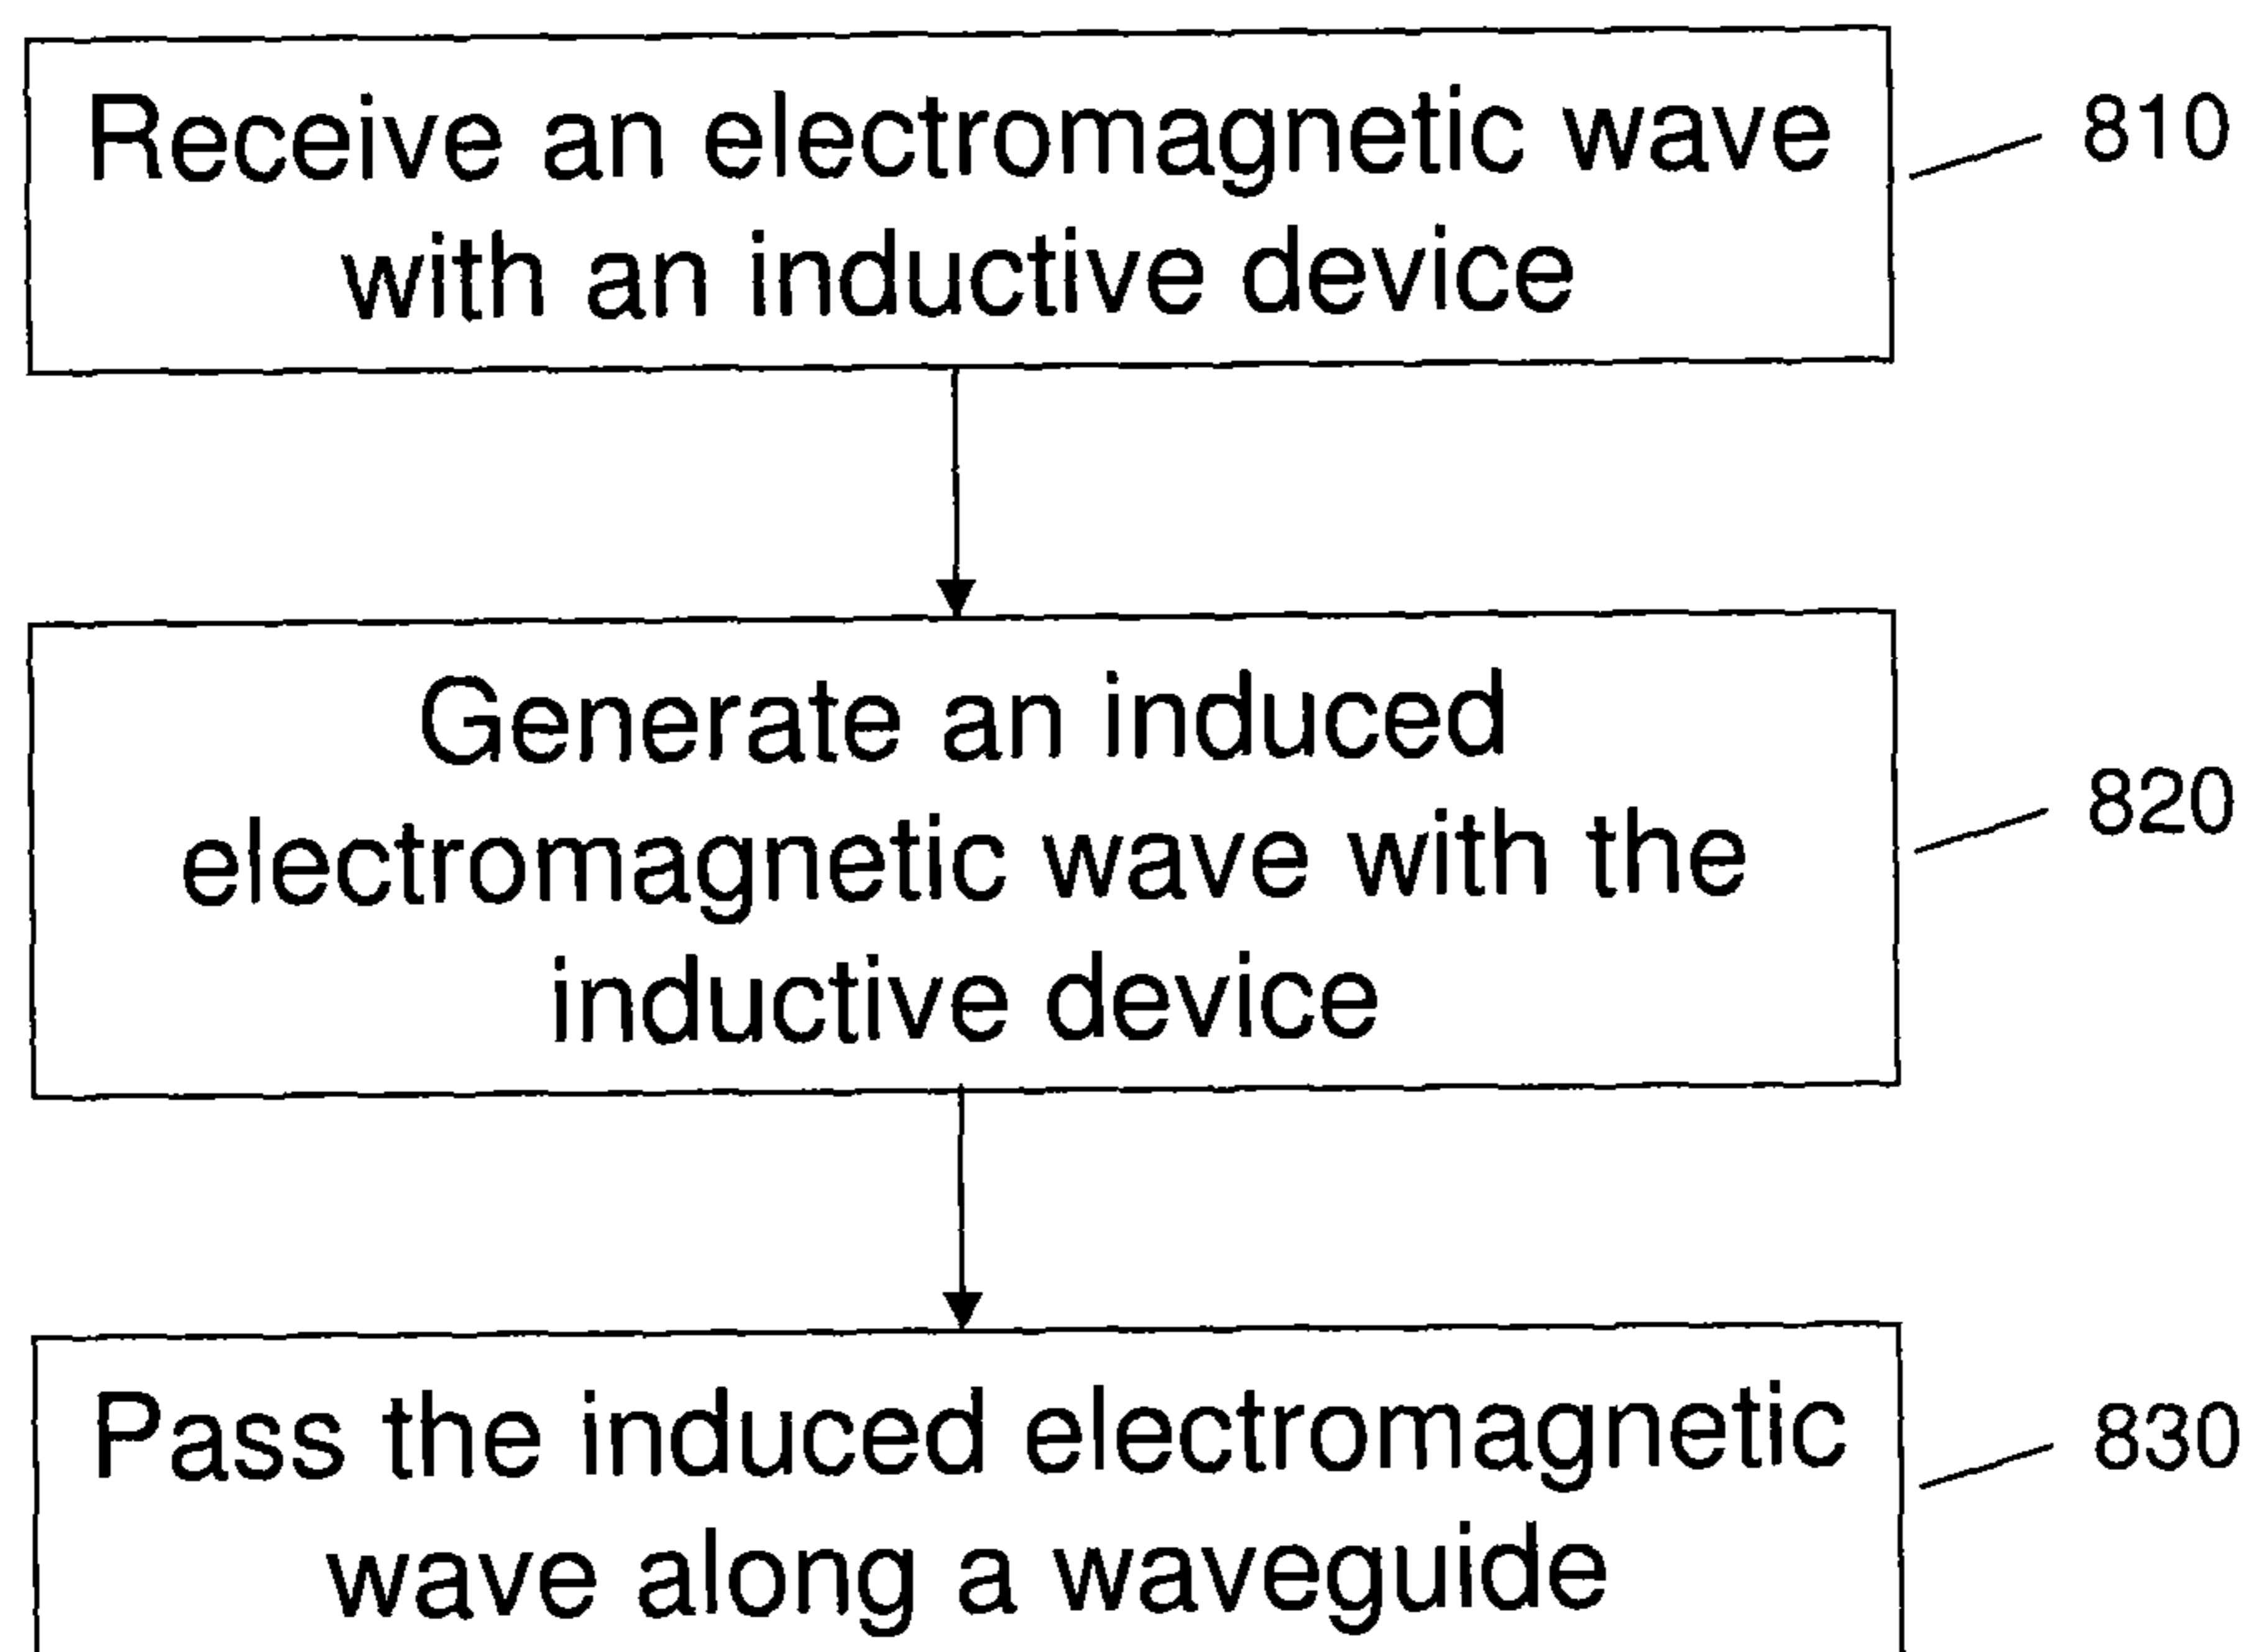 Receive an electromagnetic wave
with an inductive device
810
Generate an induced
electromagnetic wave with the
inductive device
820
Pass the induced electromagnetic
wave along a waveguide
830